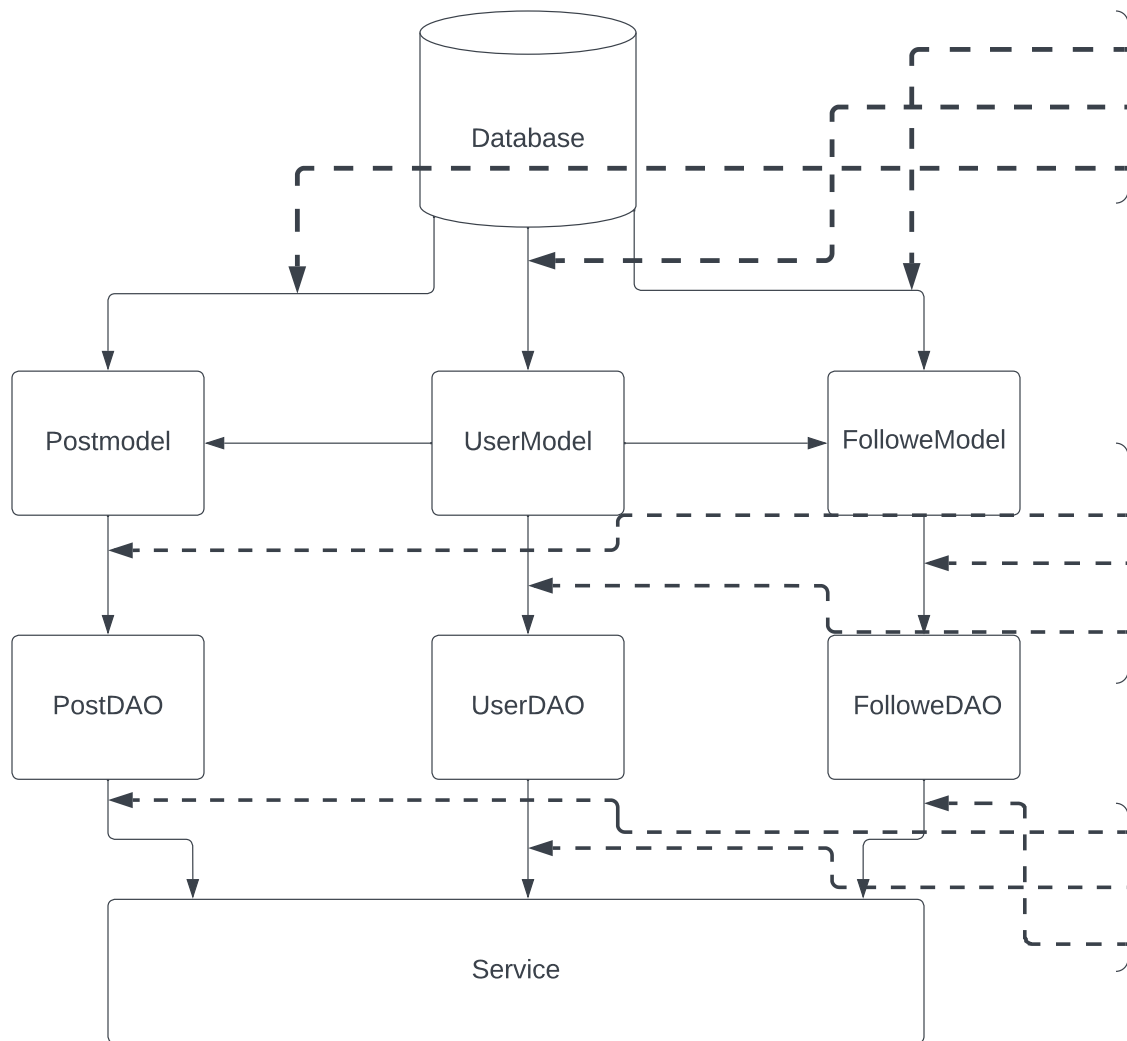 Database
Postmodel
UserModel
FolloweModel
PostDAO
UserDAO
FolloweDAO
Service